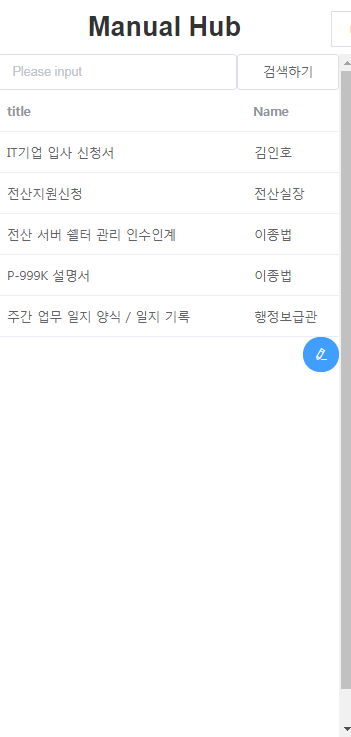 Manual Hub
Please input 검색하기
title Name
IT기업 입사 신청서 김인호
전산지원신청 전산실장
전산 서버 쉘터 관리 인수인계 이종법
P-999K 설명서 이종법
주간 업무 일지 양식 / 일지 기록 행정보급관